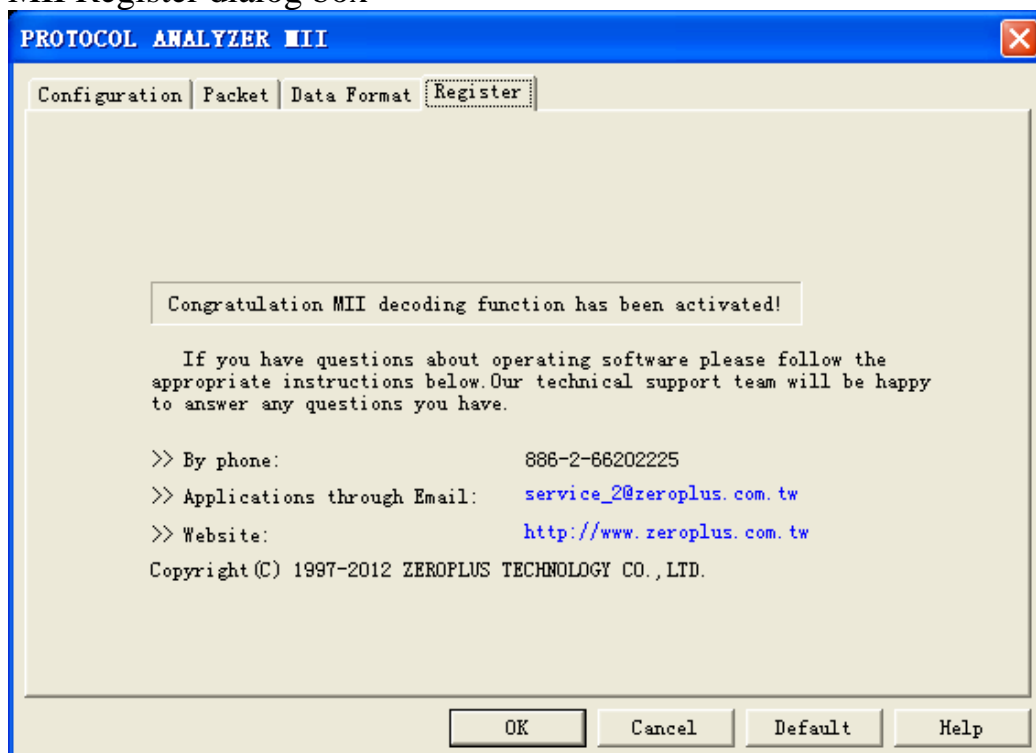 MII Register dialog box
PROTOCOL ANALYZER MII
Configuration Packet Data Format Register
Congratulation MII decoding function has been activated!
If you have questions about operating software please follow the
appropriate instructions below.Our technical support team will be happy
to answer any questions you have.
>> By phone: 886-2-66202225
>> Applications through Email: service_2@zeroplus.com.tw
>> Website: http://www.zeroplus.com.tw
Copyright(C) 1997-2012 ZEROPLUS TECHNOLOGY CO.,LTD.
OK Cancel Default Help